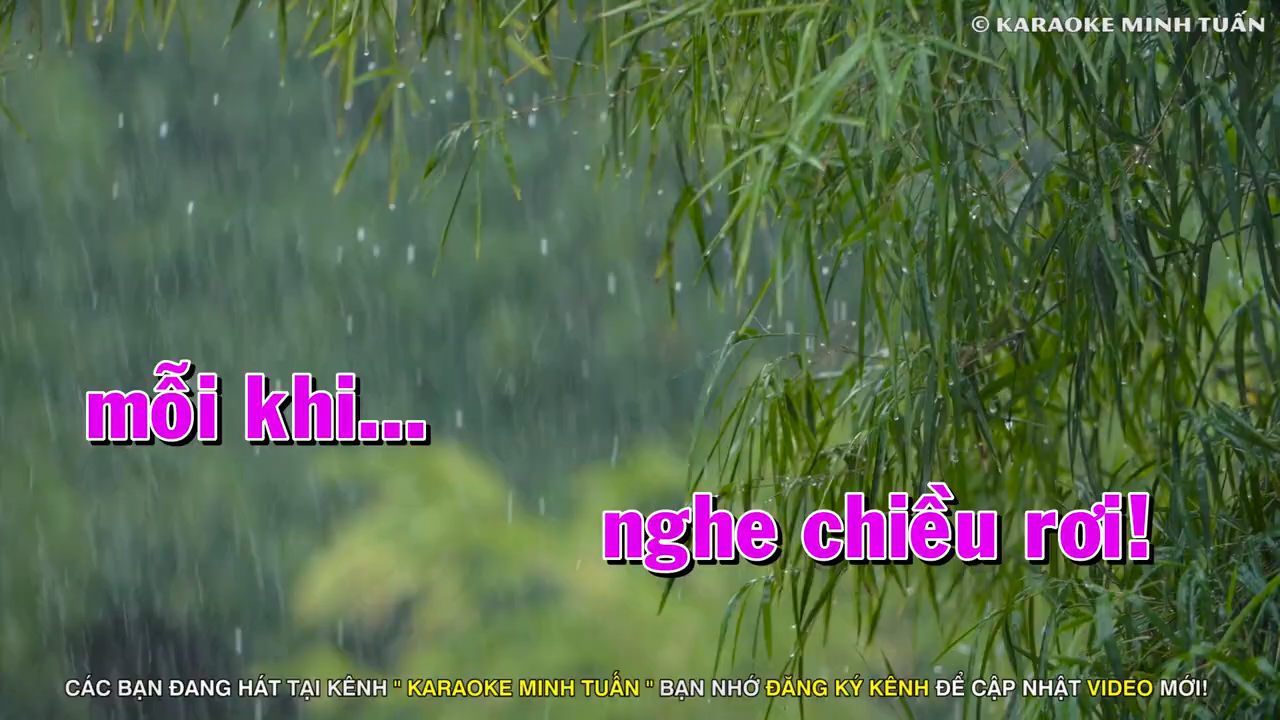 © KARAOKE MINH TUẤN
mỗi khi...
nghe chiều rơi!
CÁC BẠN ĐANG HÁT TẠI KÊNH " KARAOKE MINH TUẤN " BẠN NHỚ ĐĂNG KÝ KÊNH ĐỂ CẬP NHẬT VIDEO MỚI!